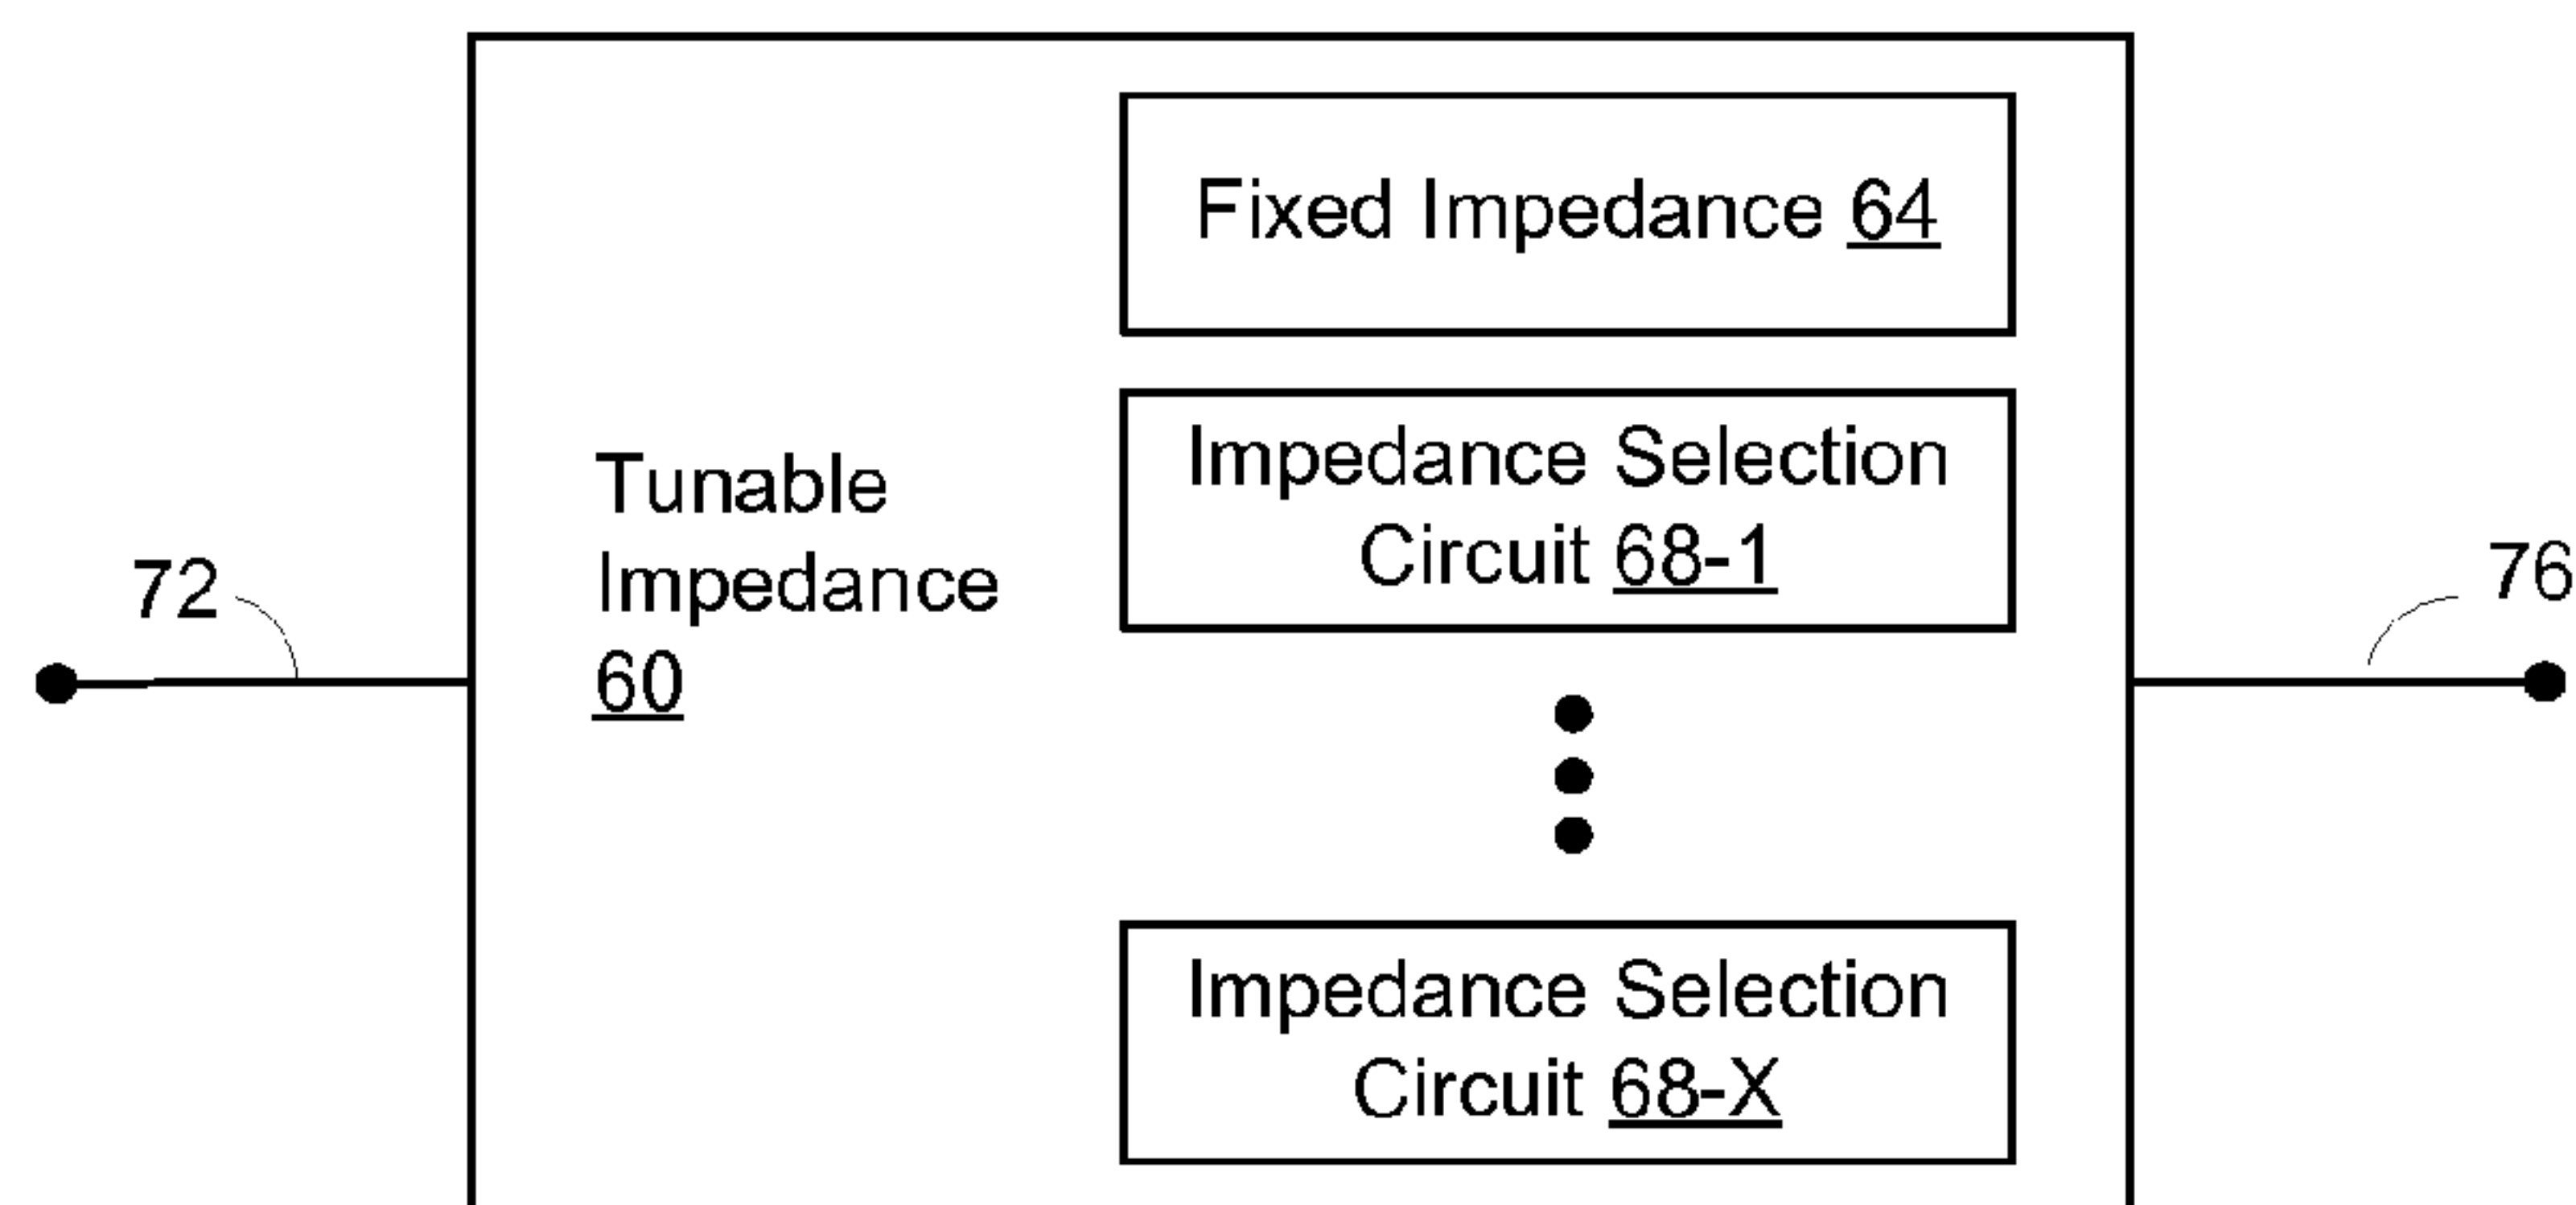 Fixed Impedance 64
Impedance Selection
Circuit 68-1
Tunable
Impedance
60
72
76
Impedance Selection
Circuit 68-X